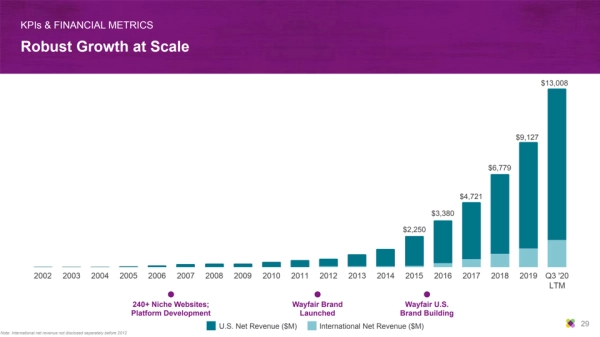 KPIs & FINANCIAL METRICS
Robust Growth at Scale
$13,008
$9,127
$6,779
$4,721
$3,380
$2,250
2002 2003 2004 2005 2006 2007 2008 2009 2010 2011 2012 2013 2014 2015 2016 2017 2018 2019 Q3 '20
LTM
240+ Niche Websites;
Platform Development
Wayfair Brand
Launched
Wayfair U.S.
Brand Building
U.S. Net Revenue ($M) International Net Revenue ($M)
29
Note: International net revenue not disclosed separately before 2013